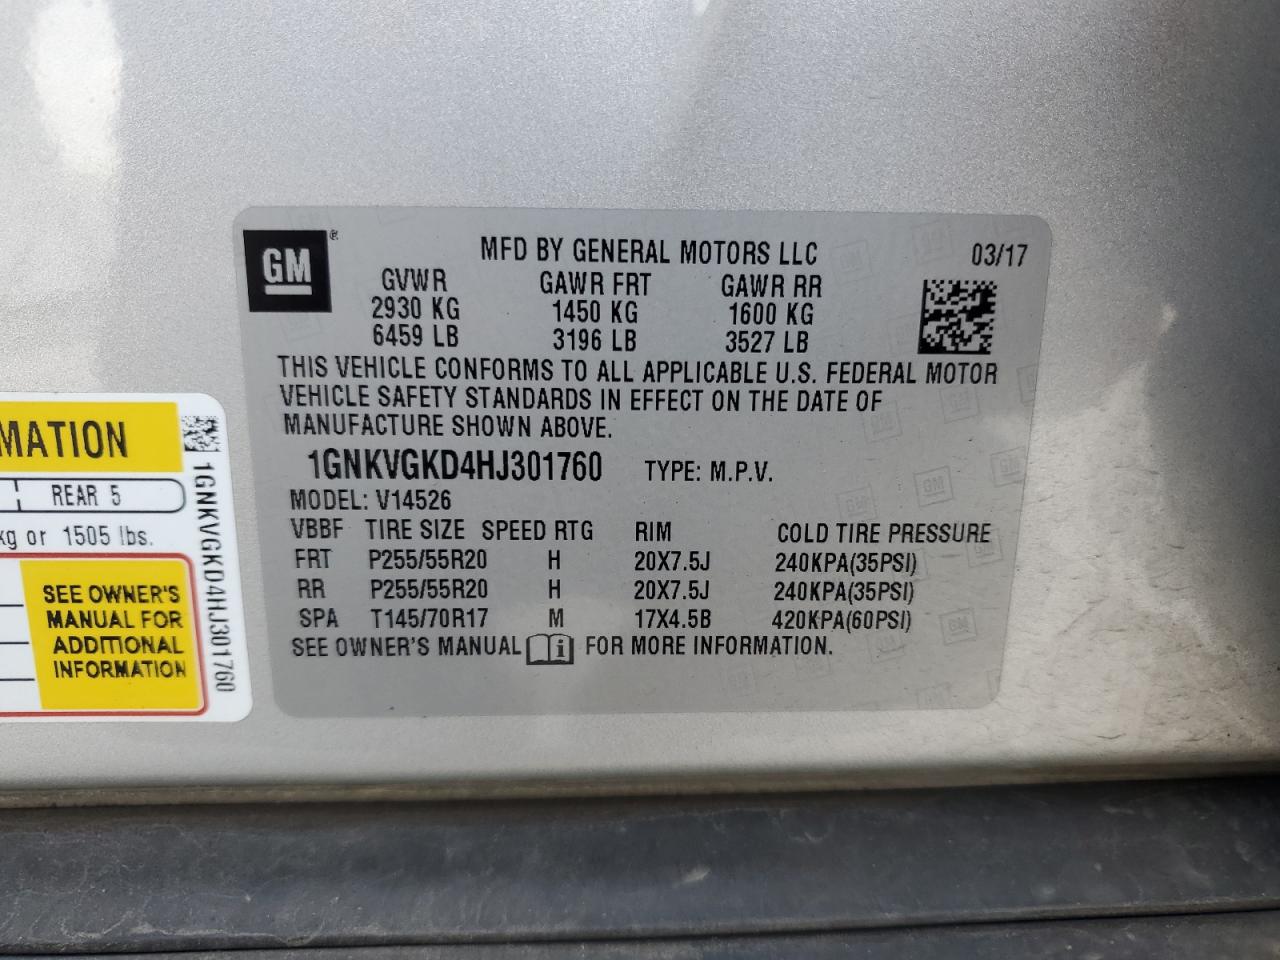 GM®
MFD BY GENERAL MOTORS LLC 03/17
GVWR GAWR FRT GAWR RR
2930 KG 1450 KG 1600 KG
6459 LB 3196 LB 3527 LB
THIS VEHICLE CONFORMS TO ALL APPLICABLE U.S. FEDERAL MOTOR
VEHICLE SAFETY STANDARDS IN EFFECT ON THE DATE OF
MANUFACTURE SHOWN ABOVE.
1GNKVGKD4HJ301760 TYPE: M.P.V.
MODEL: V14526
VBBF TIRE SIZE SPEED RTG RIM COLD TIRE PRESSURE
FRT P255/55R20 H 20X7.5J 240KPA(35PSI)
RR P255/55R20 H 20X7.5J 240KPA(35PSI)
SPA T145/70R17 M 17X4.5B 420KPA(60PSI)
SEE OWNER'S MANUAL FOR MORE INFORMATION.
MATION
REAR 5
kg or 1505 lbs.
SEE OWNER'S
MANUAL FOR
ADDITIONAL
INFORMATION
1GNKVGKD4HJ301760